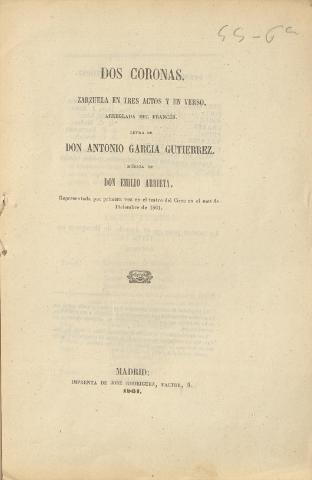 55-6ª
DOS CORONAS,
ZARZUELA EN TRES ACTOS Y EN VERSO,
ARREGLADA DEL FRANCÉS.
LETRA DE
DON ANTONIO GARCIA GUTIERREZ.
MÚSICA DE
DON EMILIO ARRIETA.
Representada por primera vez en el teatro del Circo en el mes de
Diciembre de 1861.
MADRID:
IMPRENTA DE JOSÉ RODRIGUEZ, FACTOR, 9.
1861.